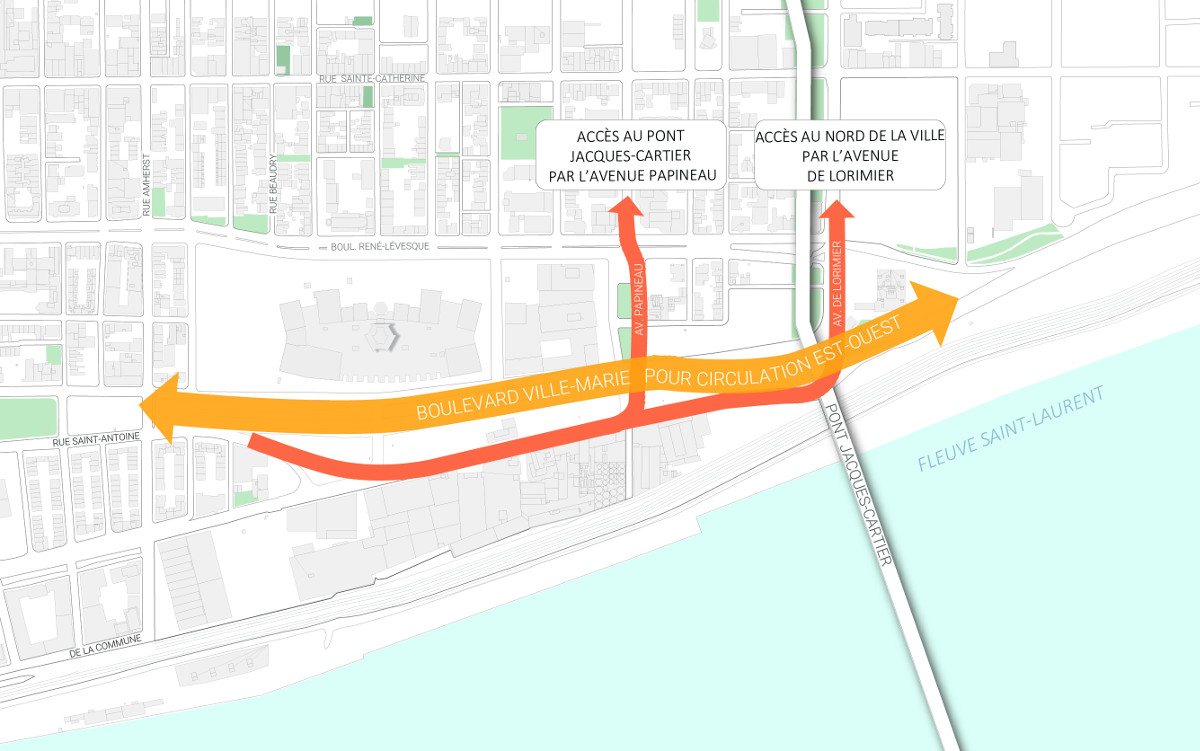 RUE SAINTE-CATHERINE
ACCÈS AU PONT
JACQUES-CARTIER
PAR L'AVENUE PAPINEAU
ACCÈS AU NORD DE LA VILLE
PAR L'AVENUE
DE LORIMIER
RUE AMHERST
RUE BEAUDRY
BOUL. RENÉ-LÉVESQUE
AV. PAPINEAU
AV. DE LORIMIER
BOULEVARD VILLE-MARIE POUR CIRCULATION EST-OUEST
RUE SAINT-ANTOINE
PONT JACQUES-CARTIER
FLEUVE SAINT-LAURENT
DE LA COMMUNE